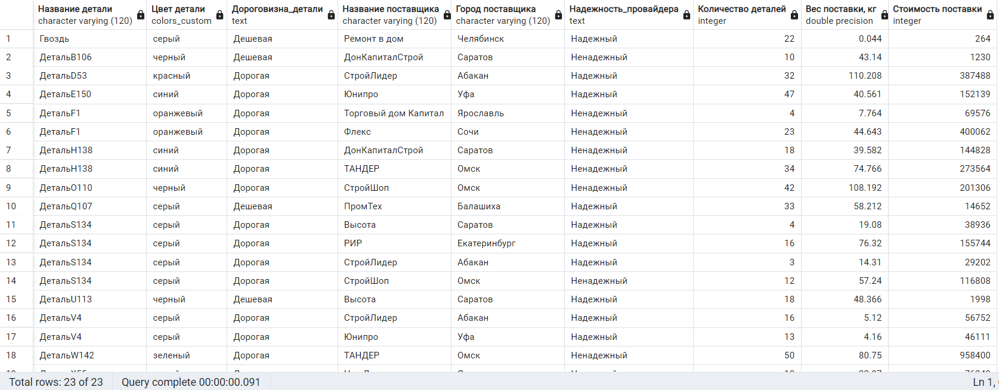 Название детали Цвет детали Дороговизна_детали Название поставщика Город поставщика Надежность_провайдера Количество деталей Вес поставки, кг Стоимость поставки
character varying (120) colors_custom text character varying (120) character varying (120) text integer double precision integer
1 Гвоздь серый Дешевая Ремонт в дом Челябинск Надежный 22 0.044 264
2 ДетальB106 черный Дешевая ДонКапиталСтрой Саратов Ненадежный 10 43.14 1230
3 ДетальD53 красный Дорогая СтройЛидер Абакан Надежный 32 110.208 387488
4 ДетальE150 синий Дорогая Юнипро Уфа Надежный 47 40.561 152139
5 ДетальF1 оранжевый Дорогая Торговый дом Капитал Ярославль Ненадежный 4 7.764 69576
6 ДетальF1 оранжевый Дорогая Флекс Сочи Ненадежный 23 44.643 400062
7 ДетальH138 синий Дорогая ДонКапиталСтрой Саратов Ненадежный 18 39.582 144828
8 ДетальH138 синий Дорогая ТАНДЕР Омск Ненадежный 34 74.766 273564
9 ДетальO110 черный Дорогая СтройШоп Омск Ненадежный 42 108.192 201306
10 ДетальQ107 серый Дешевая ПромТех Балашиха Надежный 33 58.212 14652
11 ДетальS134 серый Дорогая Высота Саратов Надежный 4 19.08 38936
12 ДетальS134 серый Дорогая РИР Екатеринбург Надежный 16 76.32 155744
13 ДетальS134 серый Дорогая СтройЛидер Абакан Надежный 3 14.31 29202
14 ДетальS134 серый Дорогая СтройШоп Омск Ненадежный 12 57.24 116808
15 ДетальU113 черный Дешевая Высота Саратов Надежный 18 48.366 1998
16 ДетальV4 серый Дорогая СтройЛидер Абакан Надежный 16 5.12 56752
17 ДетальV4 серый Дорогая Юнипро Уфа Надежный 13 4.16 46111
18 ДетальW142 зеленый Дорогая ТАНДЕР Омск Ненадежный 50 80.75 958400
Total rows: 23 of 23 Query complete 00:00:00.091 Ln 1,